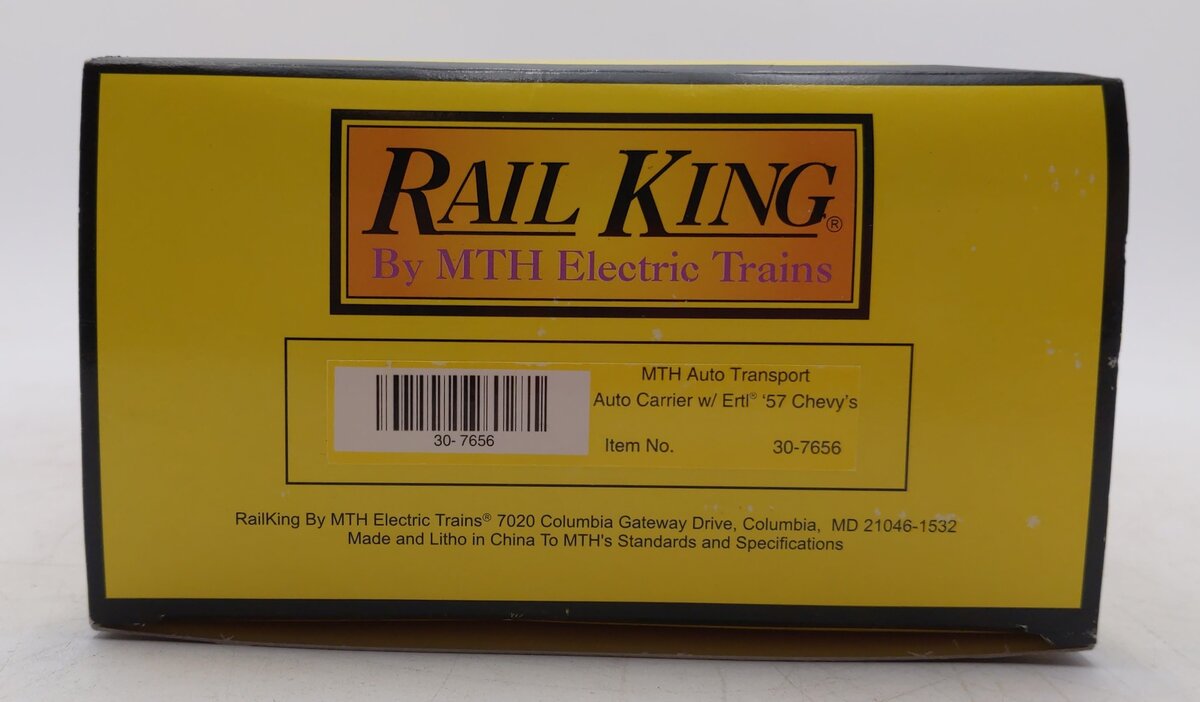 RAIL KING®
By MTH Electric Trains
MTH Auto Transport
Auto Carrier w/ Ertl® '57 Chevy's
30- 7656
Item No. 30-7656
RailKing By MTH Electric Trains® 7020 Columbia Gateway Drive, Columbia, MD 21046-1532
Made and Litho in China To MTH's Standards and Specifications